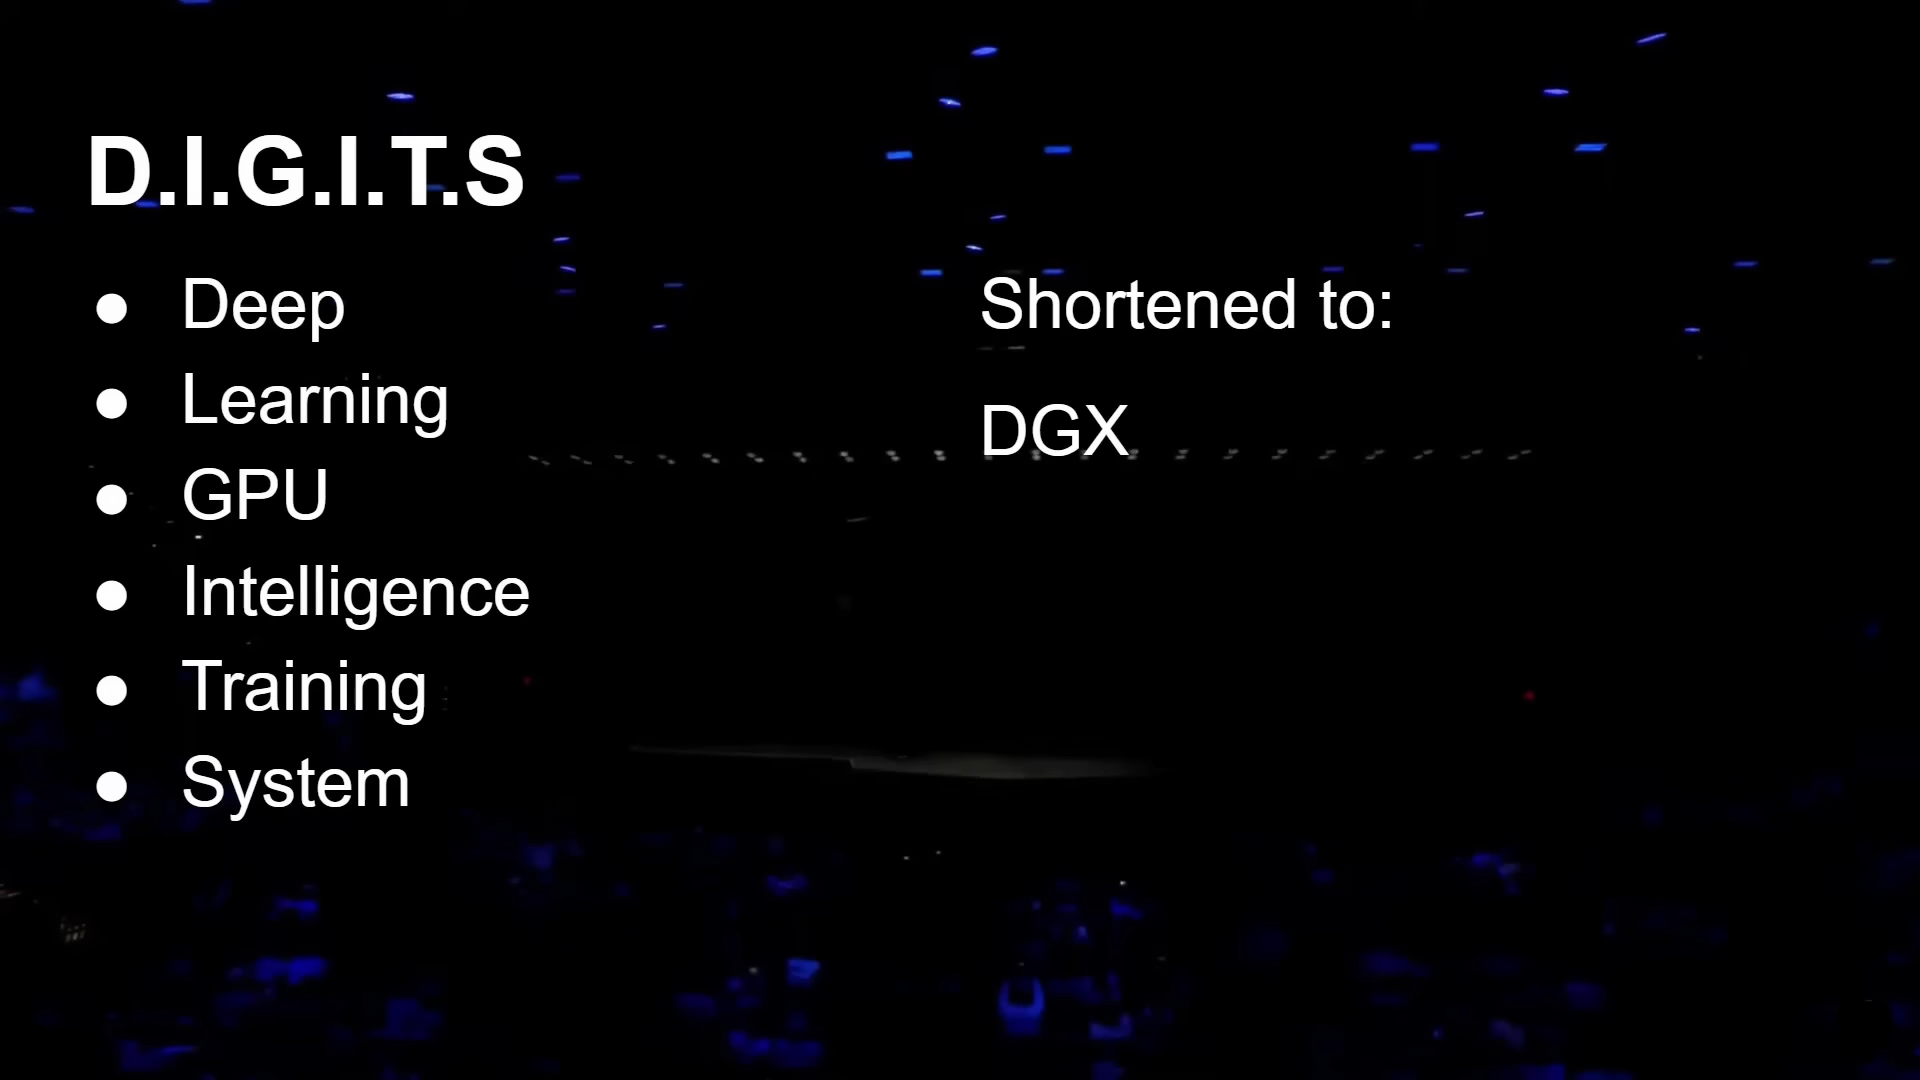 D.I.G.I.T.S
● Deep
● Learning
● GPU
● Intelligence
● Training
● System
Shortened to:
DGX